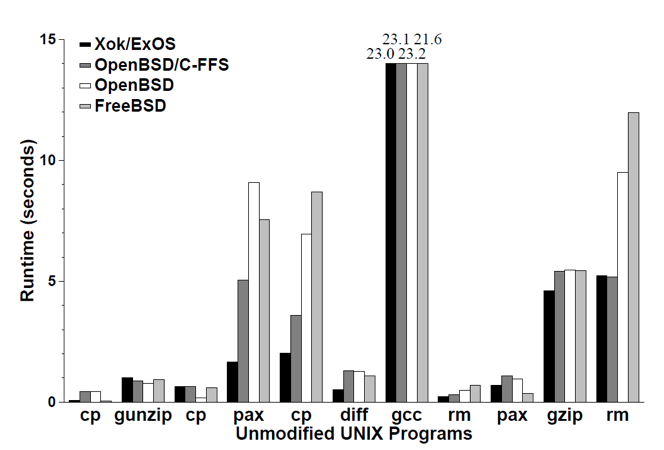 15
10
5
0
Runtime (seconds)
Xok/ExOS
OpenBSD/C-FFS
OpenBSD
FreeBSD
23.1 21.6
23.0 23.2
cp gunzip cp pax cp diff gcc rm pax gzip rm
Unmodified UNIX Programs